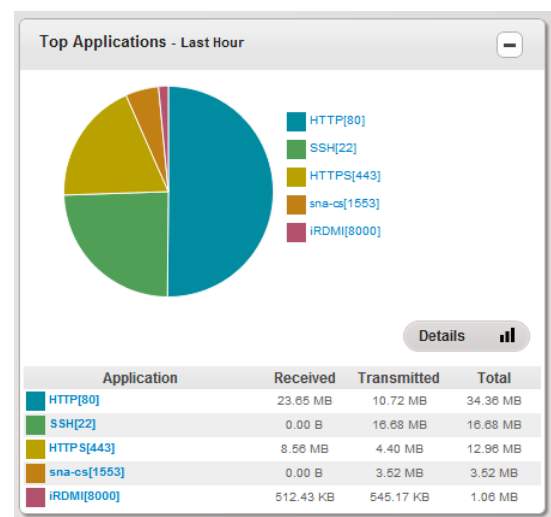 Top Applications - Last Hour
HTTP[80]
SSH[22]
HTTPS[443]
sna-cs[1553]
iRDMI[8000]
Details
Application Received Transmitted Total
HTTP[80] 23.65 MB 10.72 MB 34.36 MB
SSH[22] 0.00 B 16.68 MB 16.68 MB
HTTPS[443] 8.56 MB 4.40 MB 12.96 MB
sna-cs[1553] 0.00 B 3.52 MB 3.52 MB
iRDMI[8000] 512.43 KB 545.17 KB 1.06 MB